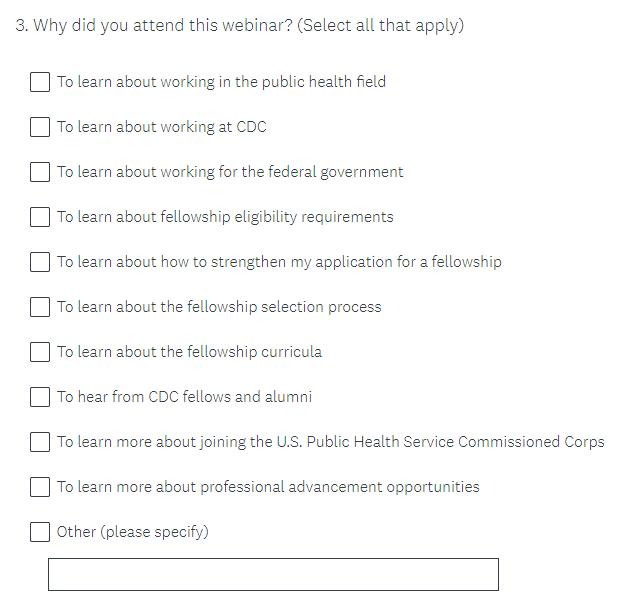 3. Why did you attend this webinar? (Select all that apply)
To learn about working in the public health field
To learn about working at CDC
To learn about working for the federal government
To learn about fellowship eligibility requirements
To learn about how to strengthen my application for a fellowship
To learn about the fellowship selection process
To learn about the fellowship curricula
To hear from CDC fellows and alumni
To learn more about joining the U.S. Public Health Service Commissioned Corps
To learn more about professional advancement opportunities
Other (please specify)